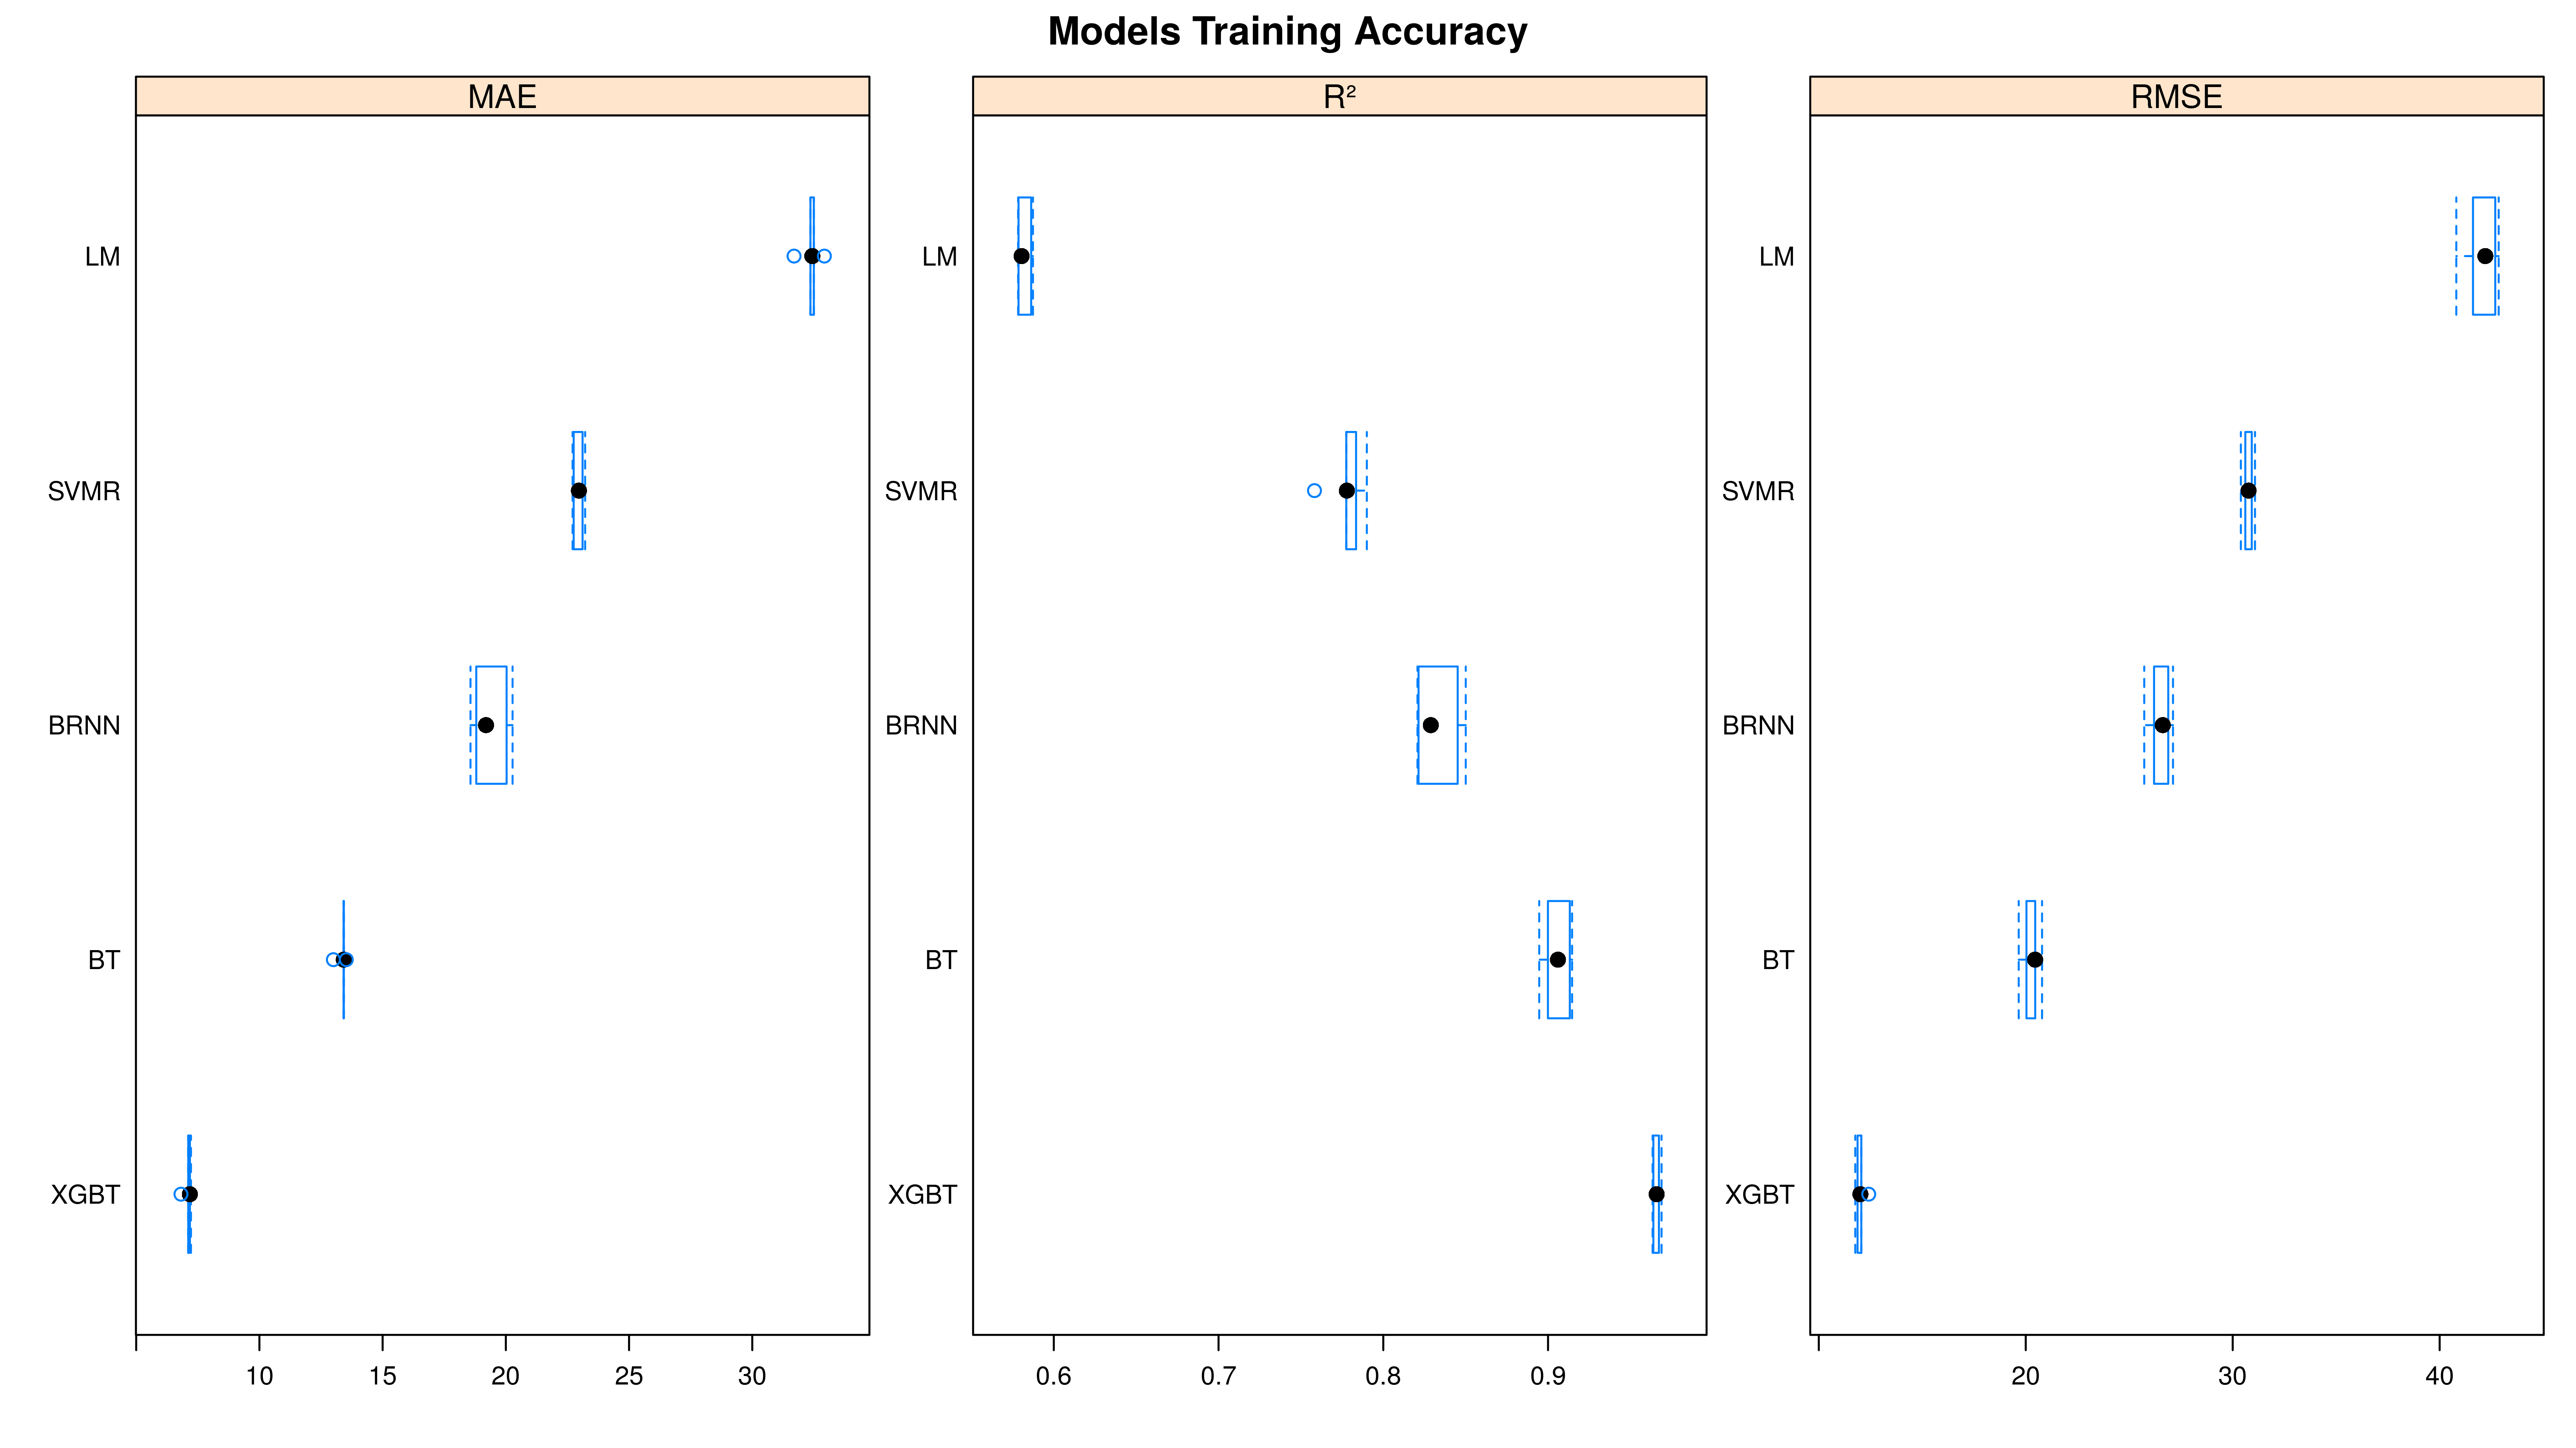 Models Training Accuracy
MAE
R²
RMSE
LM
SVMR
BRNN
BT
XGBT
10 15 20 25 30
LM
SVMR
BRNN
BT
XGBT
0.6 0.7 0.8 0.9
LM
SVMR
BRNN
BT
XGBT
20 30 40